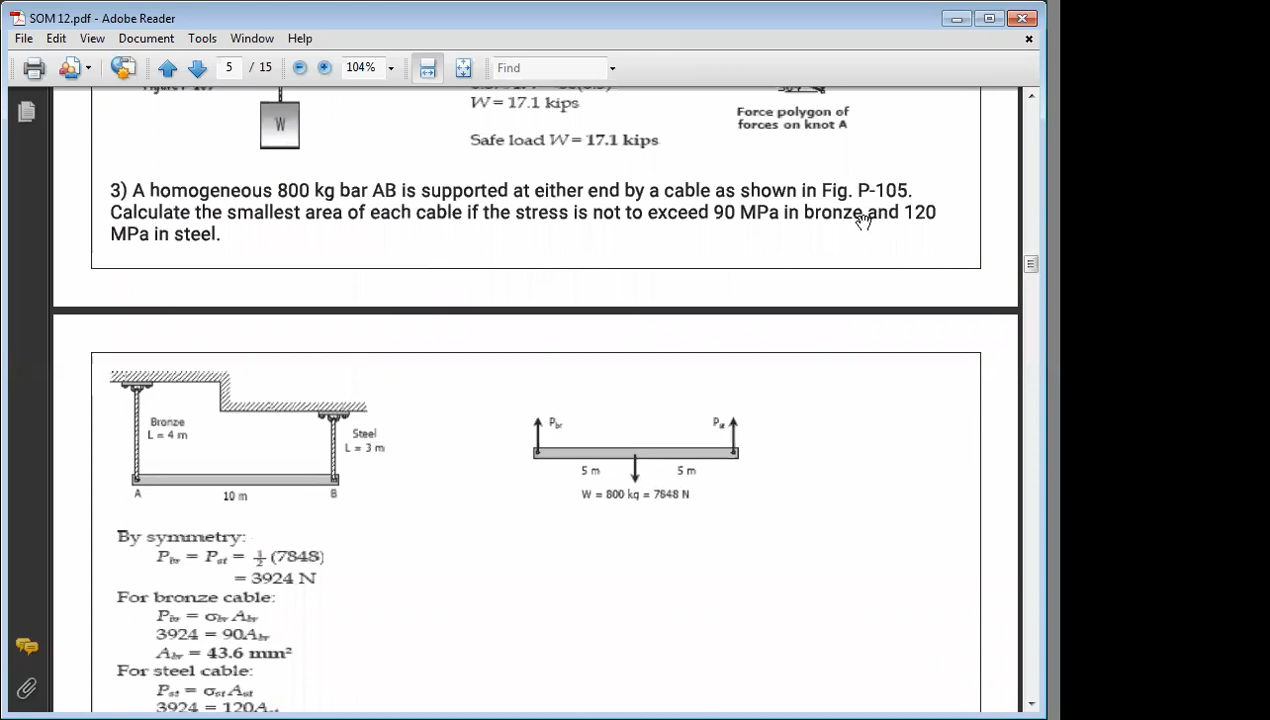 SOM 12.pdf - Adobe Reader
File Edit View Document Tools Window Help
5 / 15 104% Find
W = 17.1 kips
W
Force polygon of
forces on knot A
Safe load W = 17.1 kips
3) A homogeneous 800 kg bar AB is supported at either end by a cable as shown in Fig. P-105.
Calculate the smallest area of each cable if the stress is not to exceed 90 MPa in bronze and 120
MPa in steel.
Bronze
L = 4 m
Steel
L = 3 m
A 10 m B
P_br P_st
5 m 5 m
W = 800 kg = 7848 N
By symmetry:
P_br = P_st = ½ (7848)
= 3924 N
For bronze cable:
P_br = σ_br A_br
3924 = 90A_br
A_br = 43.6 mm²
For steel cable:
P_st = σ_st A_st
3924 = 120A_st